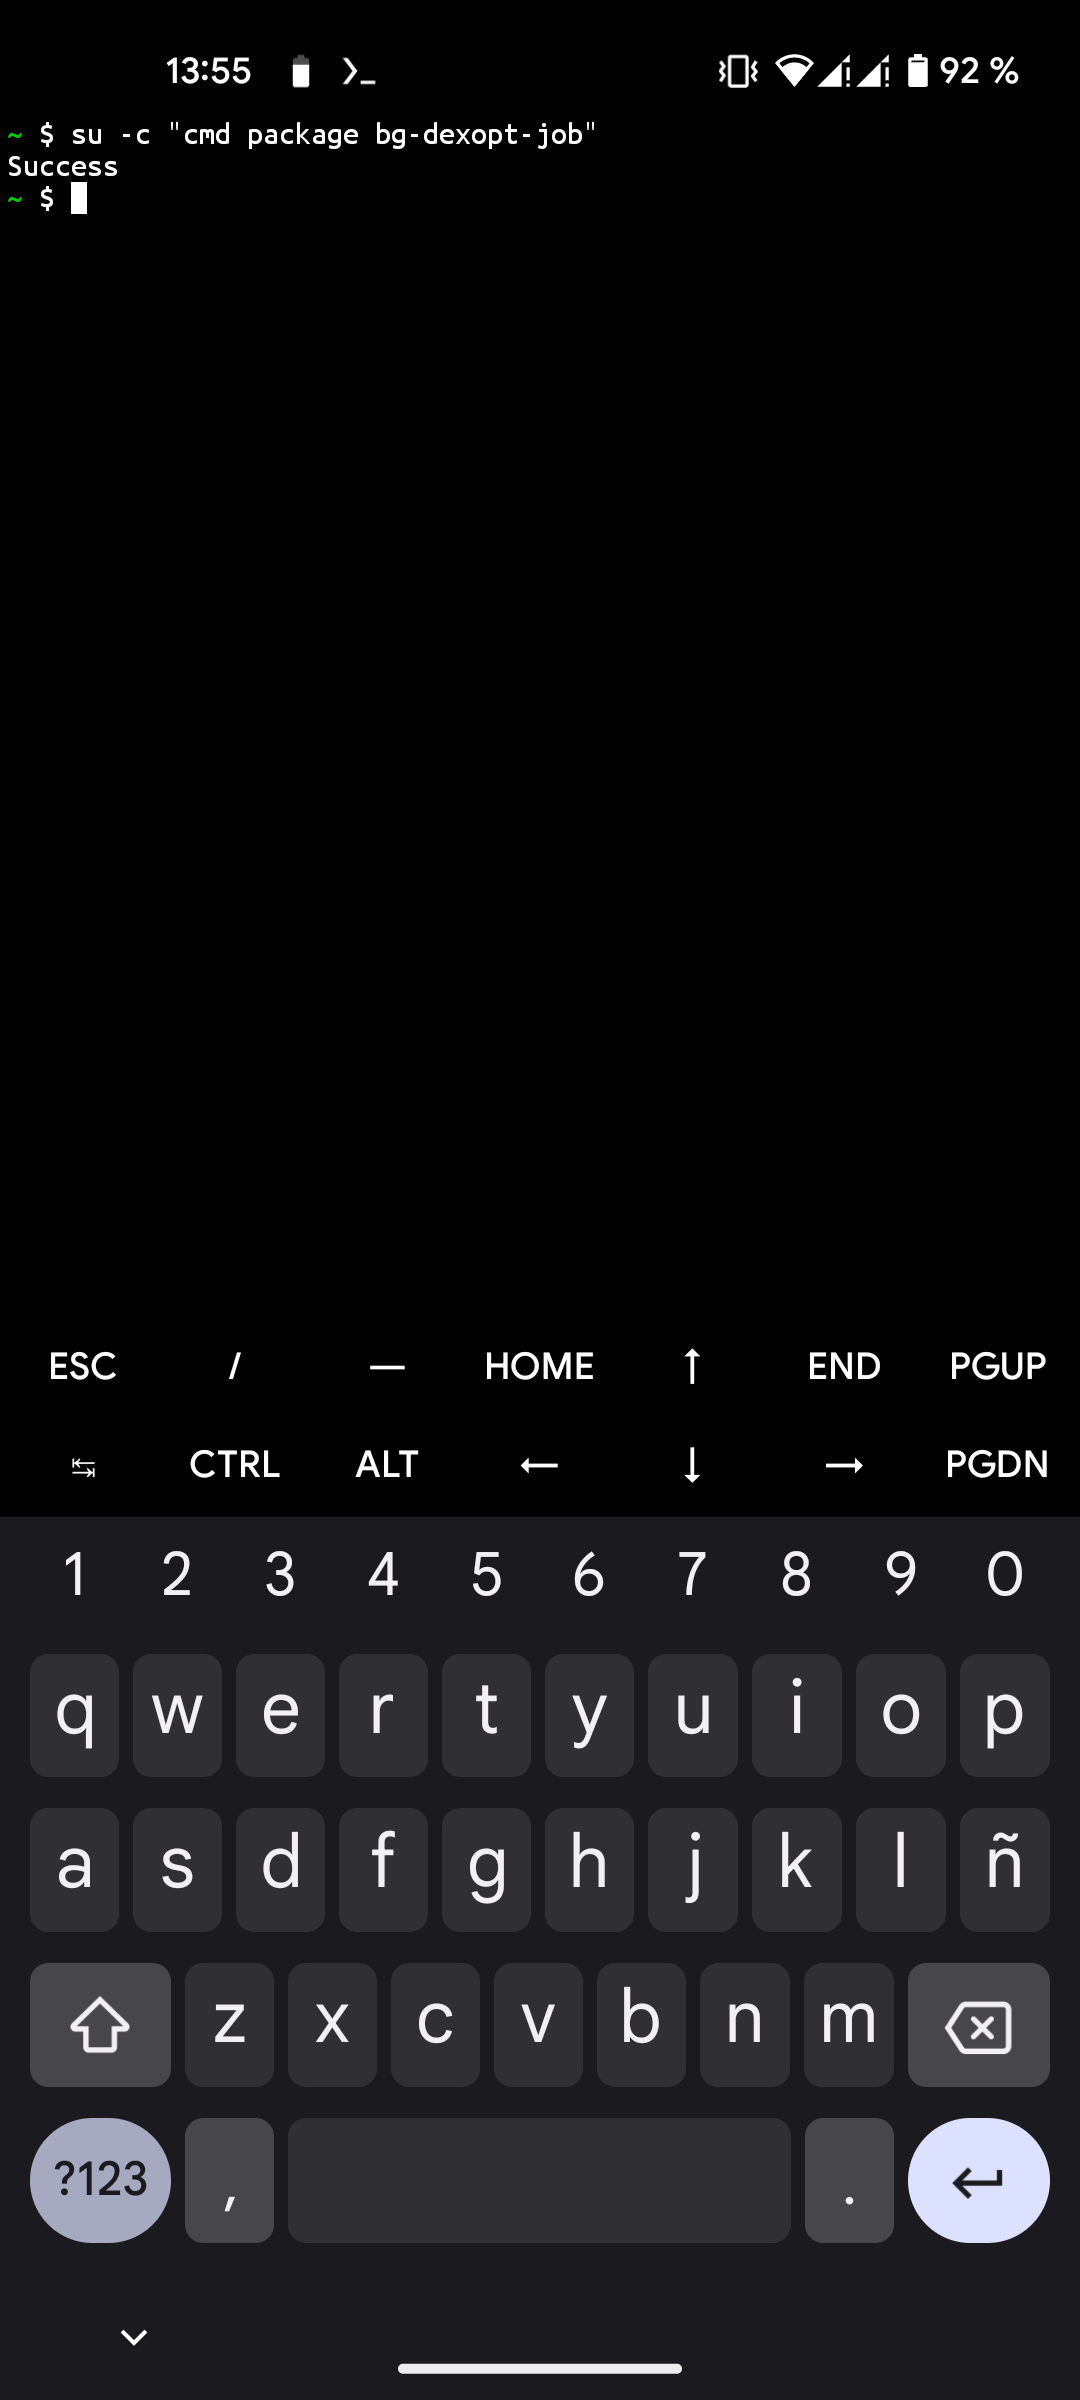 13:55 92 %
~ $ su -c "cmd package bg-dexopt-job"
Success
~ $
ESC / — HOME ↑ END PGUP
↹ CTRL ALT ← ↓ → PGDN
1 2 3 4 5 6 7 8 9 0
q w e r t y u i o p
a s d f g h j k l ñ
z x c v b n m
?123 , .